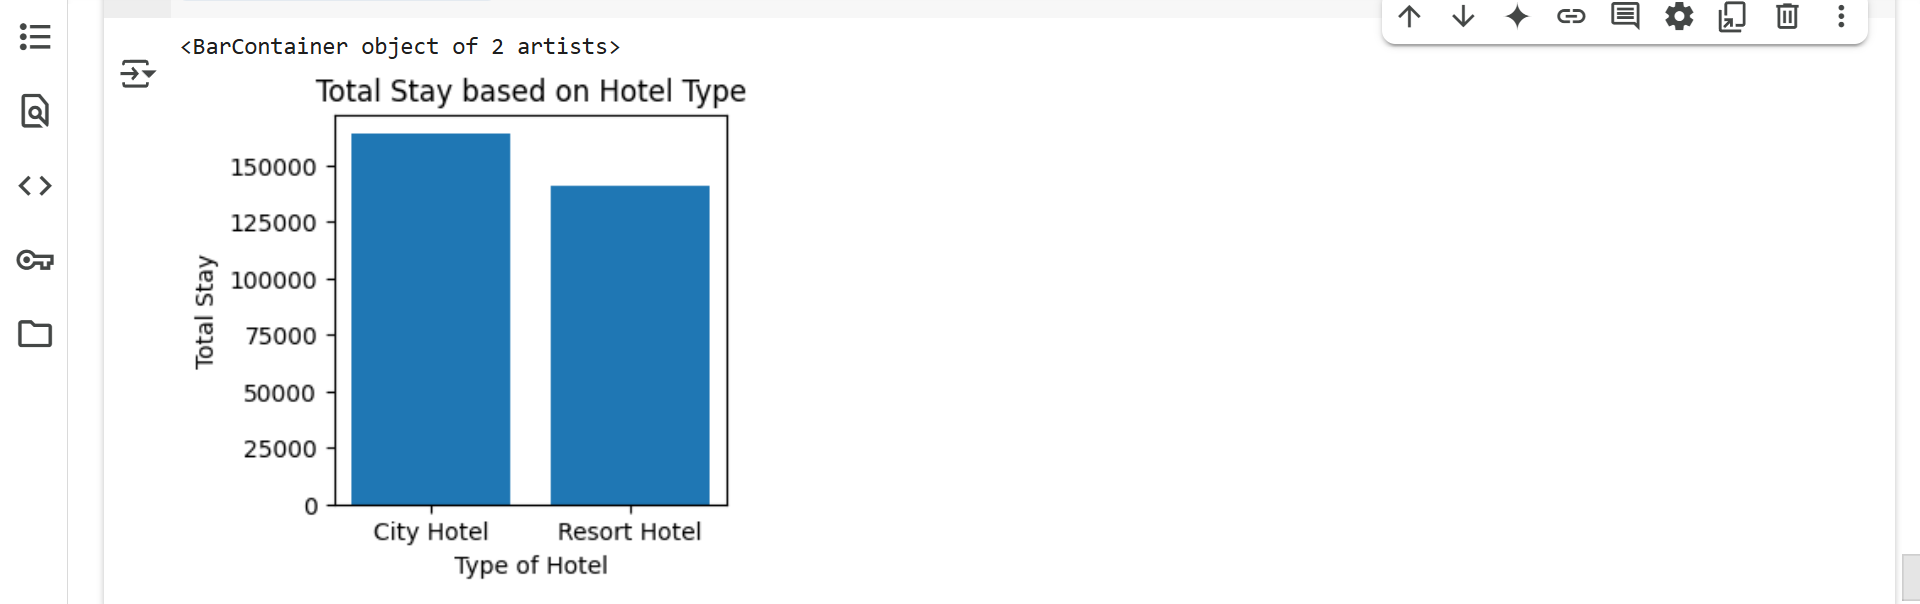 <BarContainer object of 2 artists>
Total Stay based on Hotel Type
150000
125000
100000
75000
50000
25000
0
Total Stay
City Hotel Resort Hotel
Type of Hotel